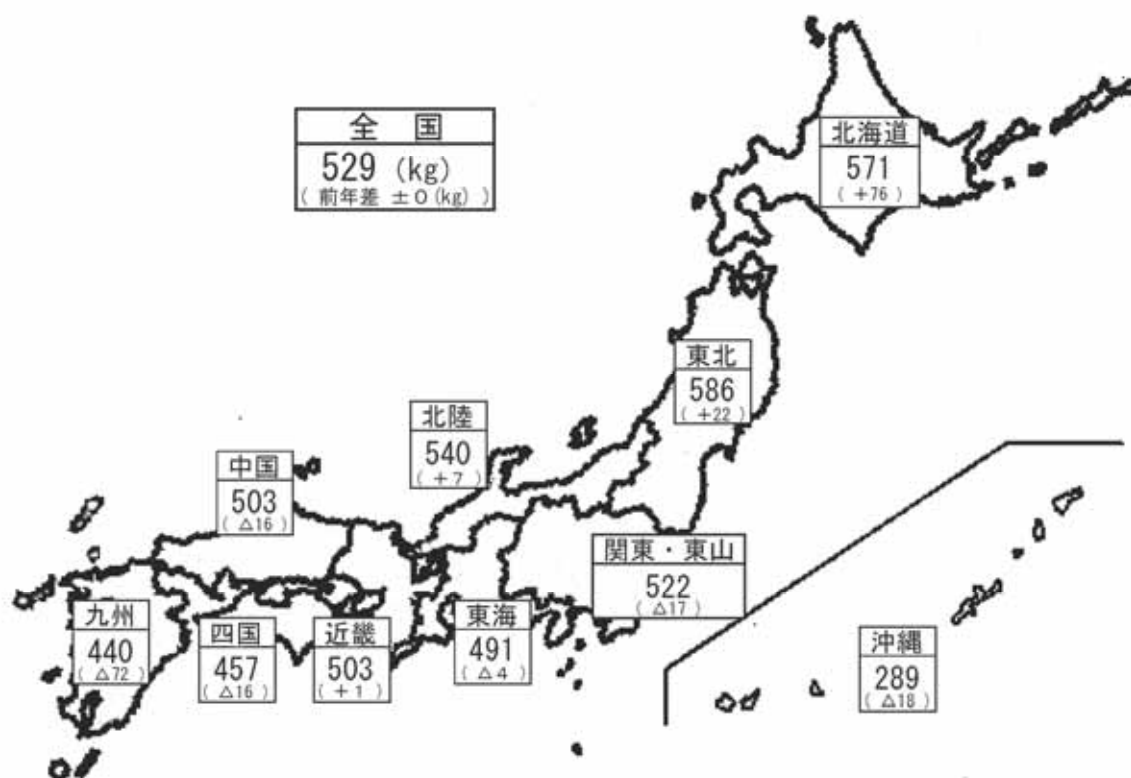 全 国
529 (kg)
( 前年差 ±0(kg) )
北海道
571
( +76 )
東北
586
( +22 )
北陸
540
( +7 )
中国
503
( △16 )
関東・東山
522
( △17 )
九州
440
( △72 )
四国
457
( △16 )
近畿
503
( +1 )
東海
491
( △4 )
沖縄
289
( △18 )